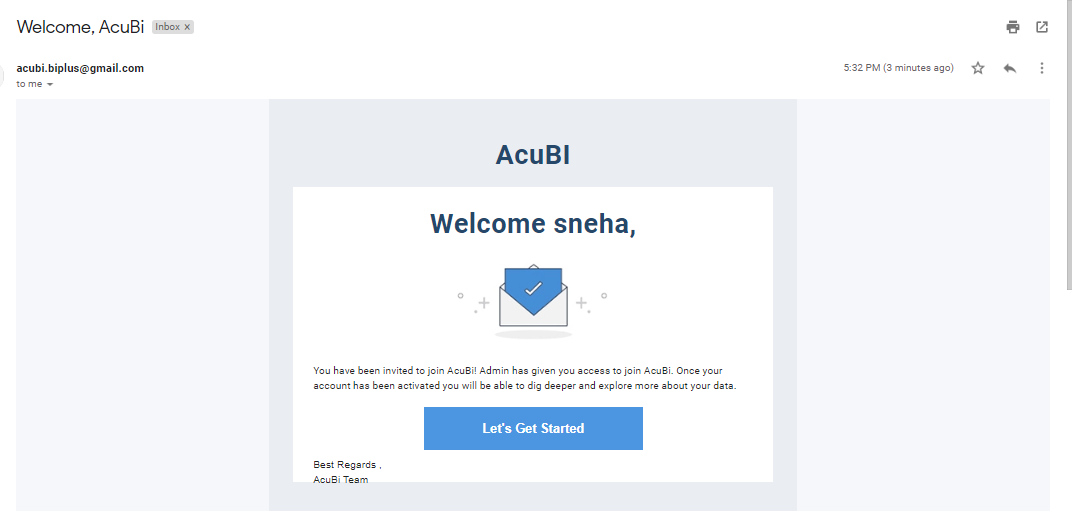 Welcome, AcuBi Inbox x
acubi.biplus@gmail.com 5:32 PM (3 minutes ago)
to me
AcuBI
Welcome sneha,
You have been invited to join AcuBi! Admin has given you access to join AcuBi. Once your
account has been activated you will be able to dig deeper and explore more about your data.
Let's Get Started
Best Regards ,
AcuBi Team